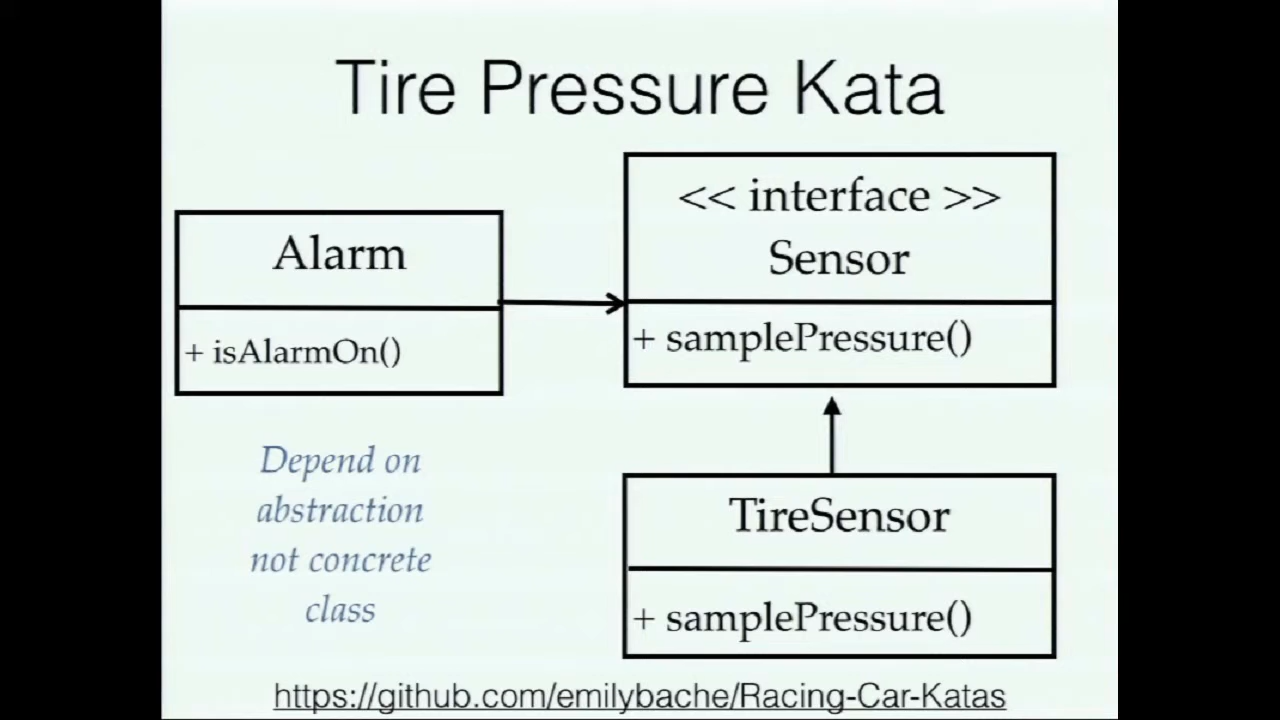 Tire Pressure Kata
<< interface >>
Sensor
+ samplePressure()
Alarm
+ isAlarmOn()
Depend on
abstraction
not concrete
class
TireSensor
+ samplePressure()
https://github.com/emilybache/Racing-Car-Katas